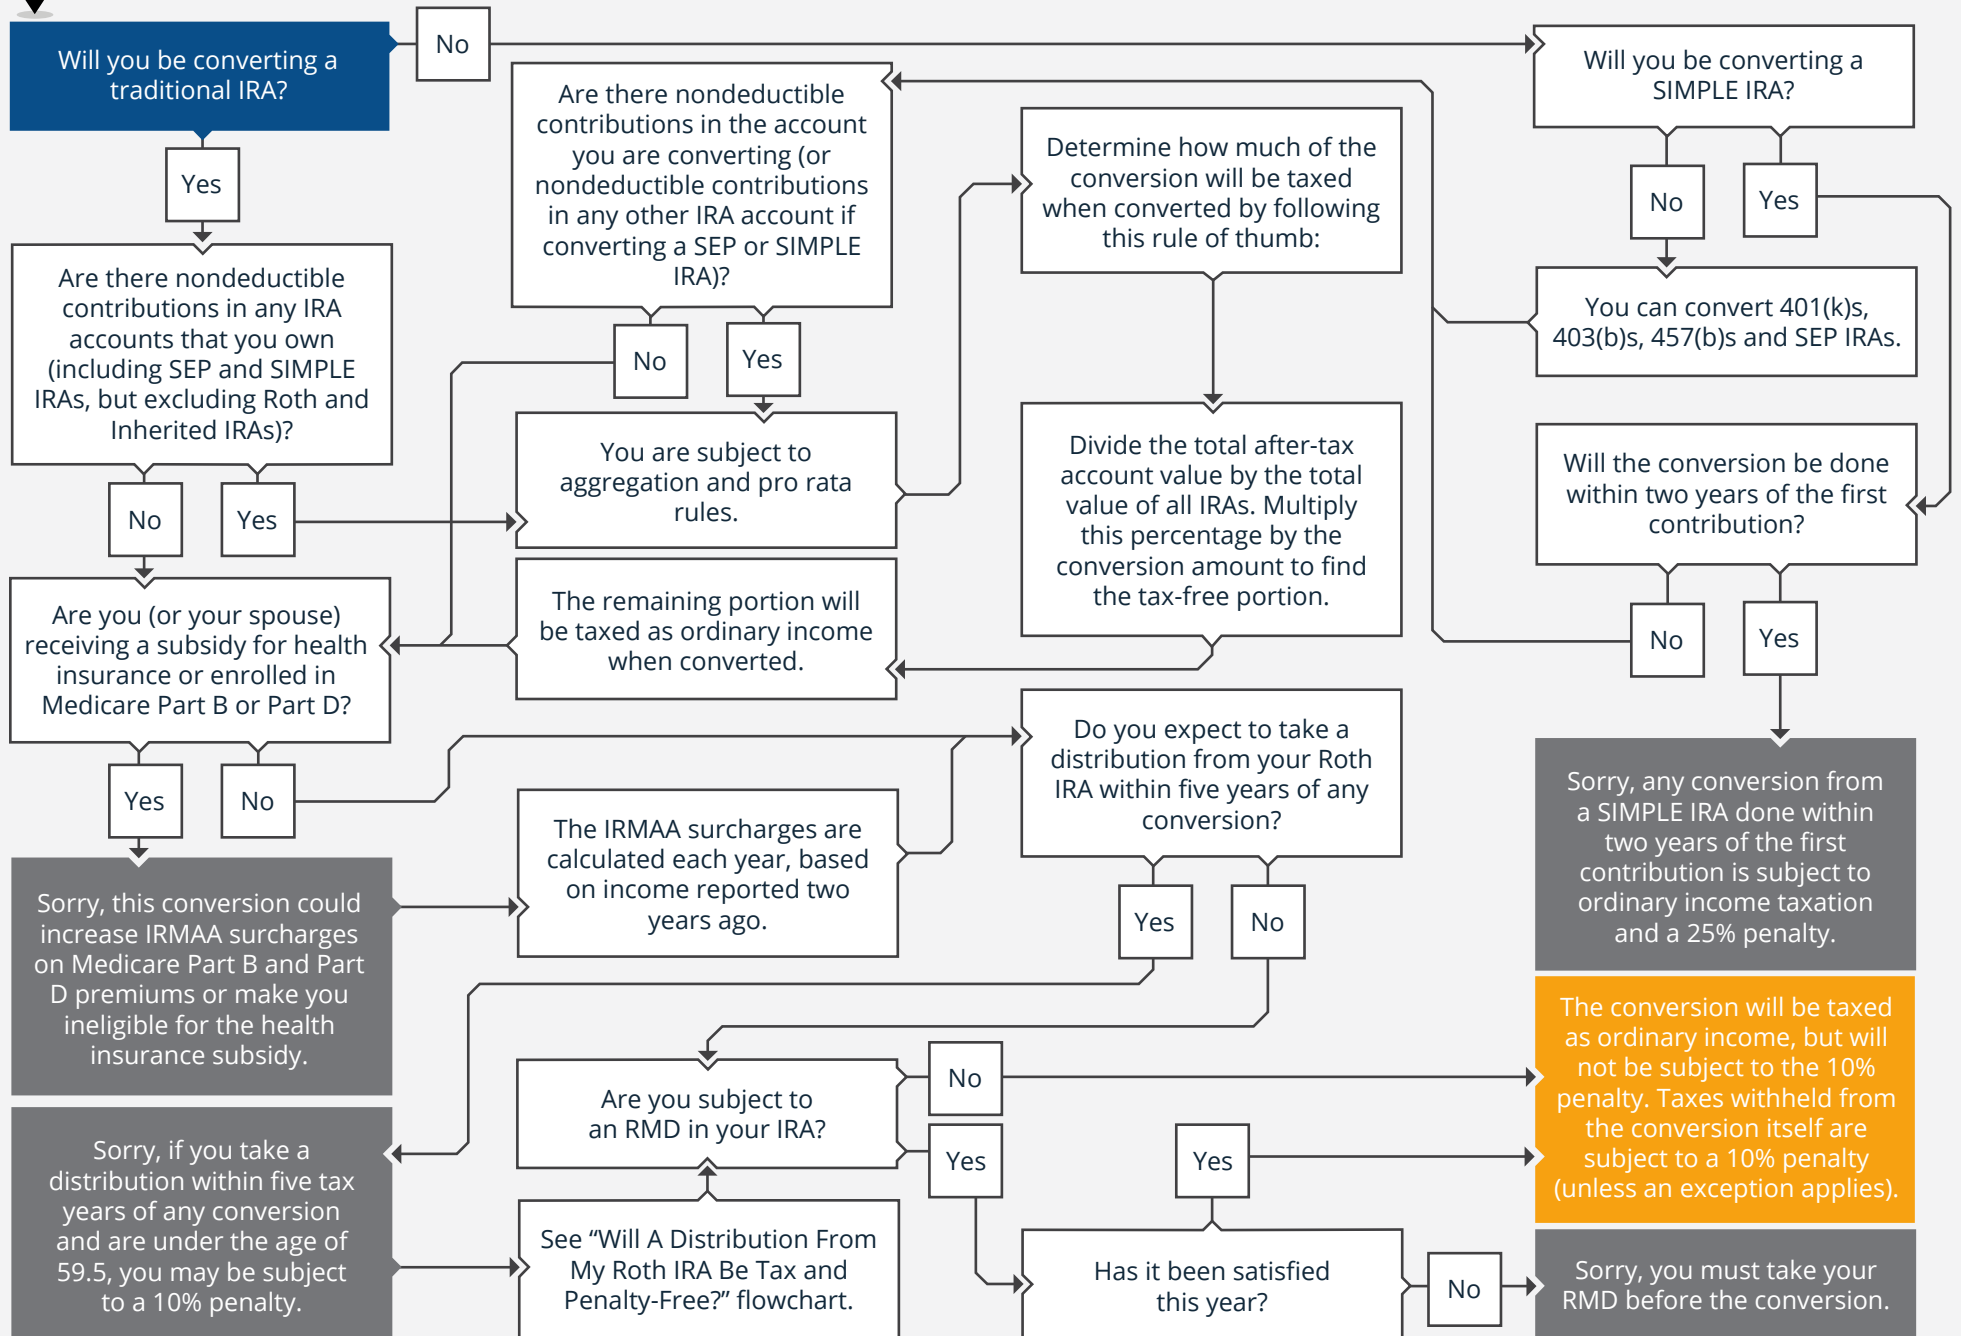 Will you be converting a
traditional IRA?
No
Yes
Are there nondeductible
contributions in any IRA
accounts that you own
(including SEP and SIMPLE
IRAs, but excluding Roth and
Inherited IRAs)?
No
Yes
Are you (or your spouse)
receiving a subsidy for health
insurance or enrolled in
Medicare Part B or Part D?
Yes
No
Sorry, this conversion could
increase IRMAA surcharges
on Medicare Part B and Part
D premiums or make you
ineligible for the health
insurance subsidy.
Sorry, if you take a
distribution within five tax
years of any conversion
and are under the age of
59.5, you may be subject
to a 10% penalty.
Are there nondeductible
contributions in the account
you are converting (or
nondeductible contributions
in any other IRA account if
converting a SEP or SIMPLE
IRA)?
No
Yes
You are subject to
aggregation and pro rata
rules.
The remaining portion will
be taxed as ordinary income
when converted.
The IRMAA surcharges are
calculated each year, based
on income reported two
years ago.
Are you subject to
an RMD in your IRA?
No
Yes
See “Will A Distribution From
My Roth IRA Be Tax and
Penalty-Free?” flowchart.
Determine how much of the
conversion will be taxed
when converted by following
this rule of thumb:
Divide the total after-tax
account value by the total
value of all IRAs. Multiply
this percentage by the
conversion amount to find
the tax-free portion.
Do you expect to take a
distribution from your Roth
IRA within five years of any
conversion?
Yes
No
Yes
Has it been satisfied
this year?
No
Will you be converting a
SIMPLE IRA?
No
Yes
You can convert 401(k)s,
403(b)s, 457(b)s and SEP IRAs.
Will the conversion be done
within two years of the first
contribution?
No
Yes
Sorry, any conversion from
a SIMPLE IRA done within
two years of the first
contribution is subject to
ordinary income taxation
and a 25% penalty.
The conversion will be taxed
as ordinary income, but will
not be subject to the 10%
penalty. Taxes withheld from
the conversion itself are
subject to a 10% penalty
(unless an exception applies).
Sorry, you must take your
RMD before the conversion.